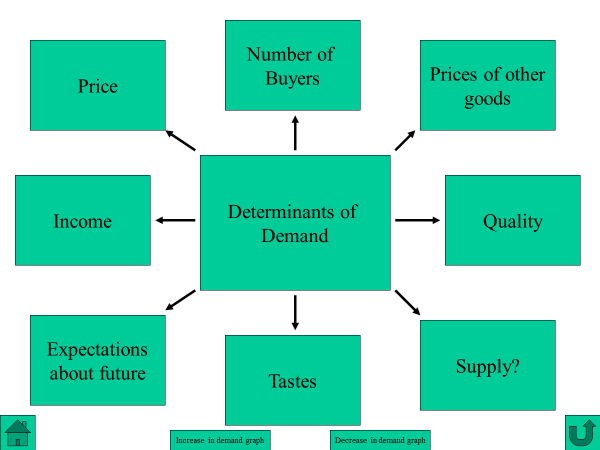 Number of
Buyers
Price
Prices of other
goods
Income
Determinants of
Demand
Quality
Expectations
about future
Tastes
Supply?
Increase in demand graph
Decrease in demand graph